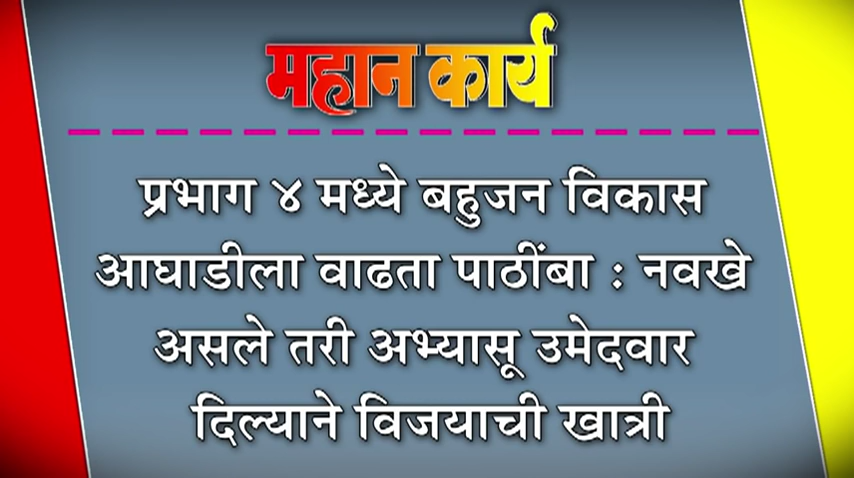 महान कार्य
प्रभाग ४ मध्ये बहुजन विकास
आघाडीला वाढता पाठींबा : नवखे
असले तरी अभ्यासू उमेदवार
दिल्याने विजयाची खात्री